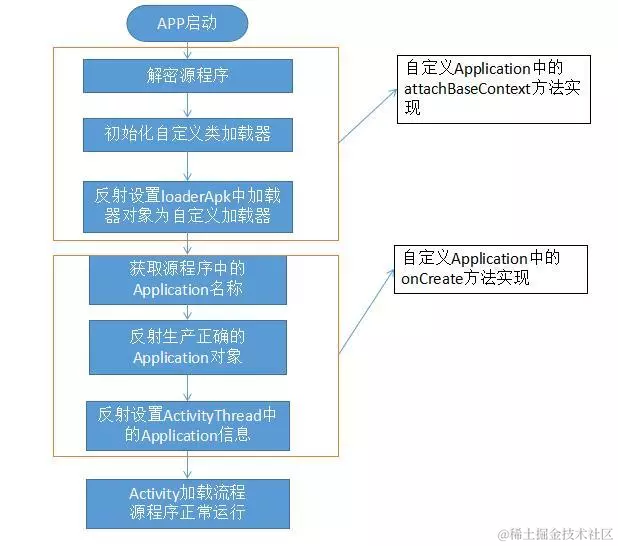 APP启动
解密源程序
自定义Application中的
attachBaseContext方法实
现
初始化自定义类加载器
反射设置loaderApk中加载
器对象为自定义加载器
获取源程序中的
Application名称
自定义Application中的
onCreate方法实现
反射生产正确的
Application对象
反射设置ActivityThread中
的Application信息
Activity加载流程
源程序正常运行
@稀土掘金技术社区